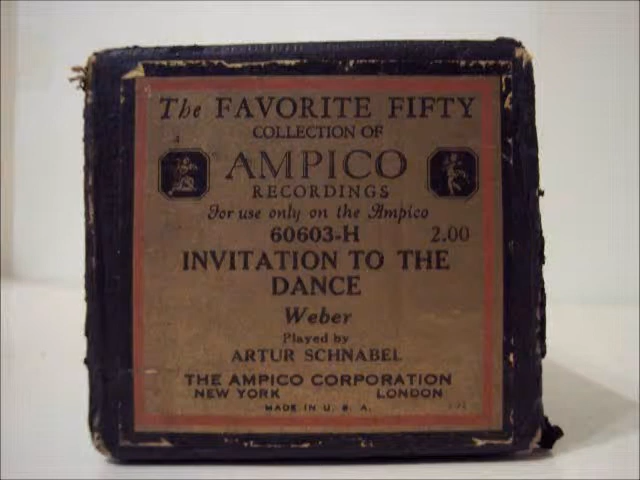 The FAVORITE FIFTY
COLLECTION OF
AMPICO
RECORDINGS
For use only on the Ampico
60603-H 2.00
INVITATION TO THE
DANCE
Weber
Played by
ARTUR SCHNABEL
THE AMPICO CORPORATION
NEW YORK LONDON
MADE IN U. S. A.